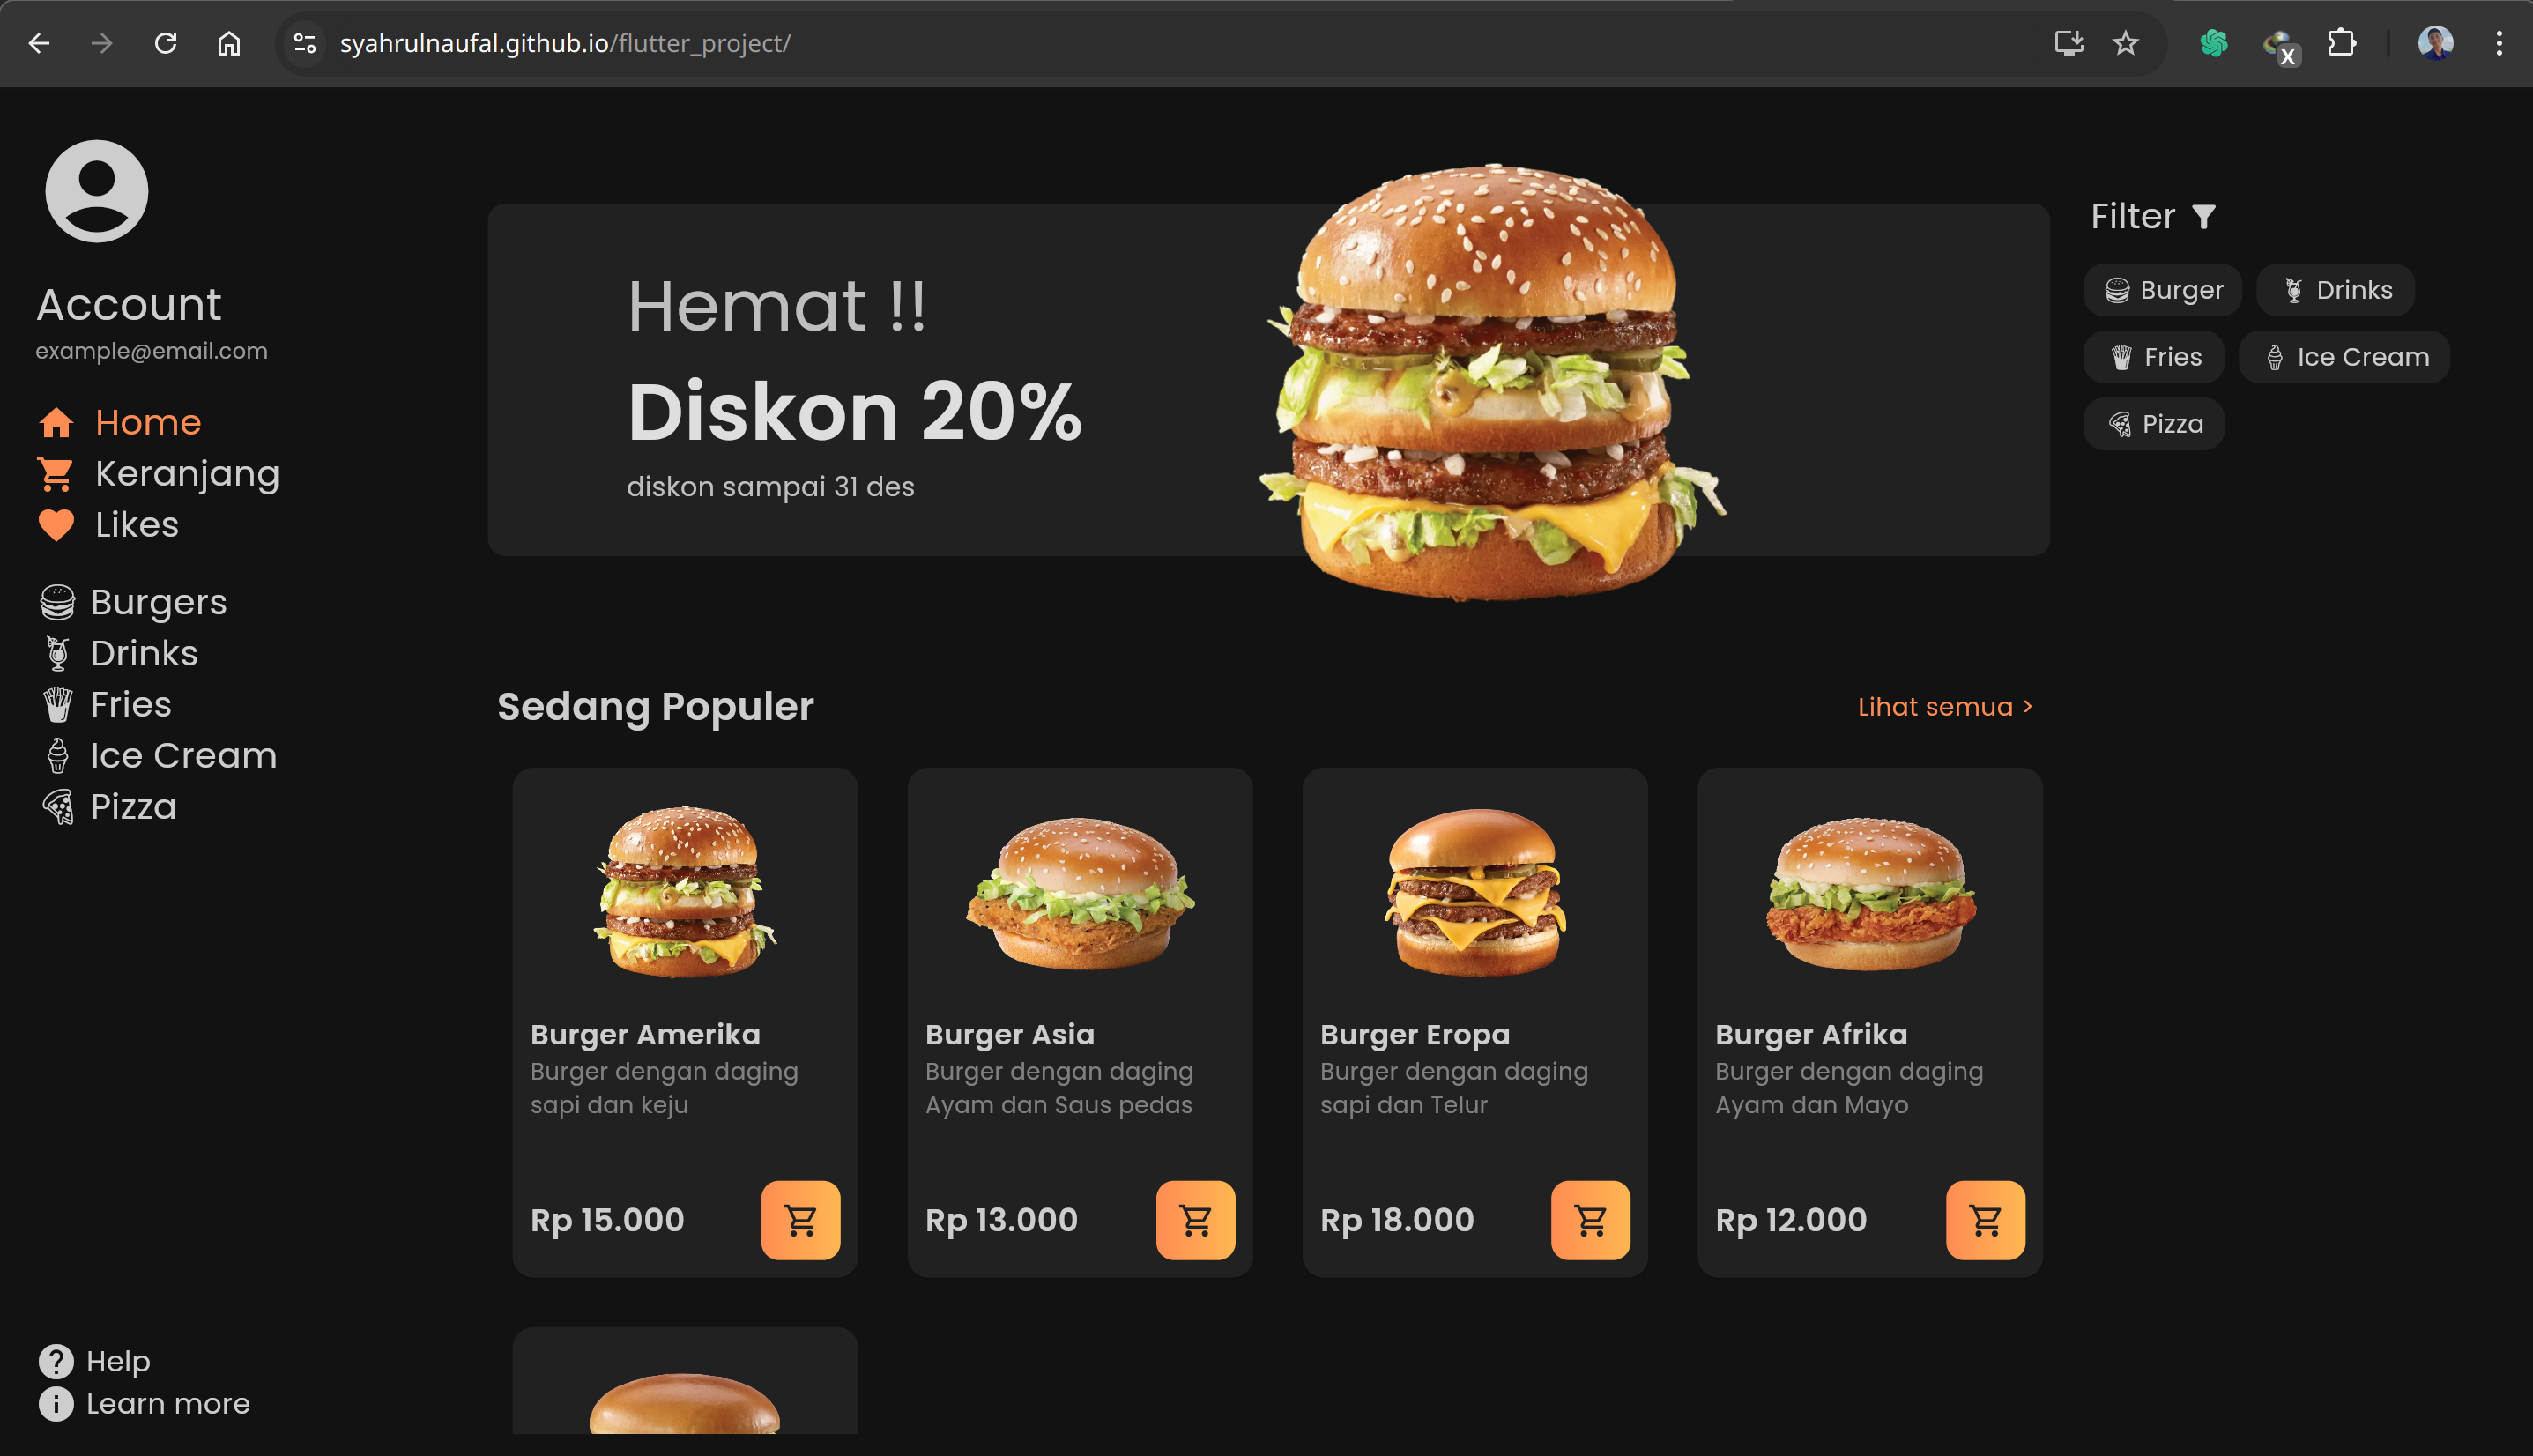 syahrulnaufal.github.io/flutter_project/
X
Account
example@email.com
Home
Keranjang
Likes
Burgers
Drinks
Fries
Ice Cream
Pizza
Help
Learn more
Hemat !!
Diskon 20%
diskon sampai 31 des
Filter
Burger
Drinks
Fries
Ice Cream
Pizza
Sedang Populer
Lihat semua >
Burger Amerika
Burger dengan daging
sapi dan keju
Rp 15.000
Burger Asia
Burger dengan daging
Ayam dan Saus pedas
Rp 13.000
Burger Eropa
Burger dengan daging
sapi dan Telur
Rp 18.000
Burger Afrika
Burger dengan daging
Ayam dan Mayo
Rp 12.000